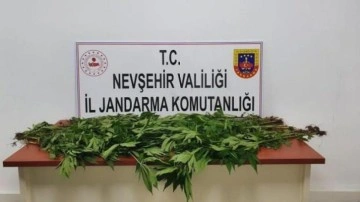 T.C.
NEVŞEHİR VALİLİĞİ
İL JANDARMA KOMUTANLIĞI